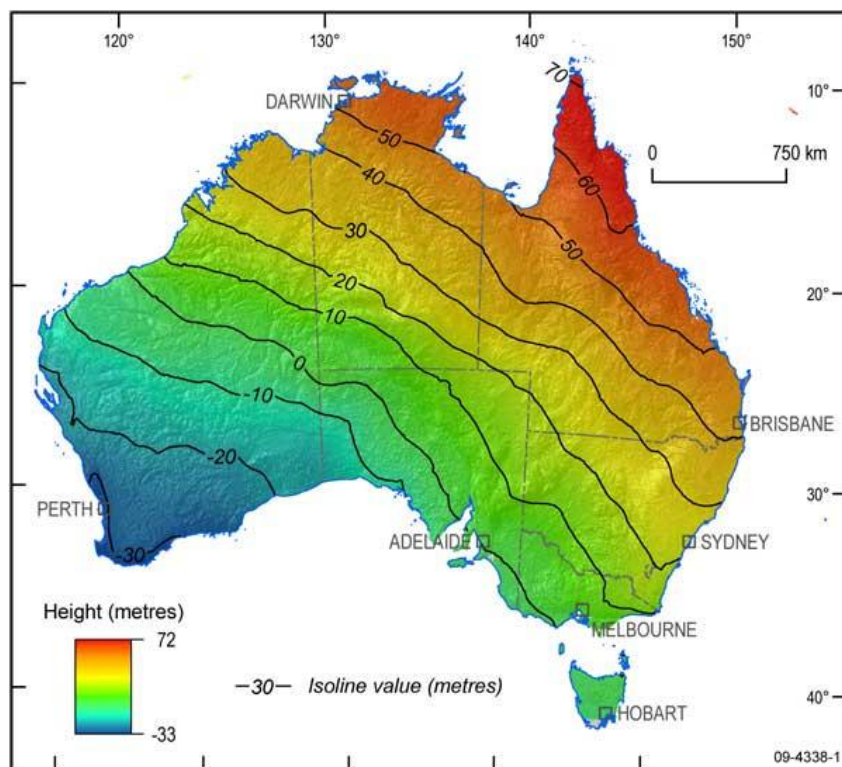 120°
130°
140°
150°
70
10°
DARWIN
50
0
750 km
60
40
30
50
20
20°
10
0
-10
-20
BRISBANE
30°
PERTH
ADELAIDE
SYDNEY
-30
Height (metres)
72
MELBOURNE
-33
30
Isoline value (metres)
40°
HOBART
09-4338-1